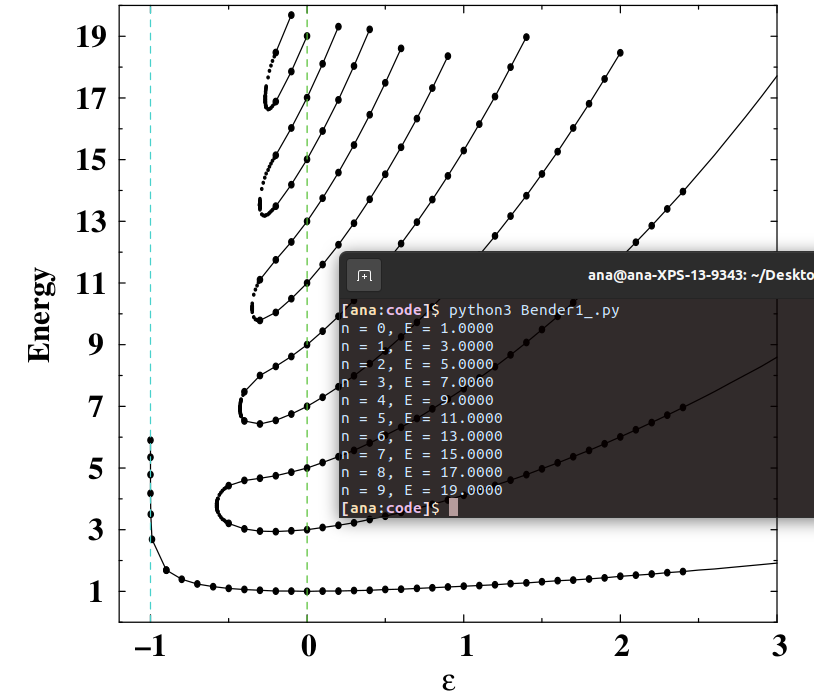 19
17
15
13
11
9
7
5
3
1
Energy
ana@ana-XPS-13-9343: ~/Deskto
[ana:code]$ python3 Bender1_.py
n = 0, E = 1.0000
n = 1, E = 3.0000
n = 2, E = 5.0000
n = 3, E = 7.0000
n = 4, E = 9.0000
n = 5, E = 11.0000
n = 6, E = 13.0000
n = 7, E = 15.0000
n = 8, E = 17.0000
n = 9, E = 19.0000
[ana:code]$
−1 0 1 2 3
ε